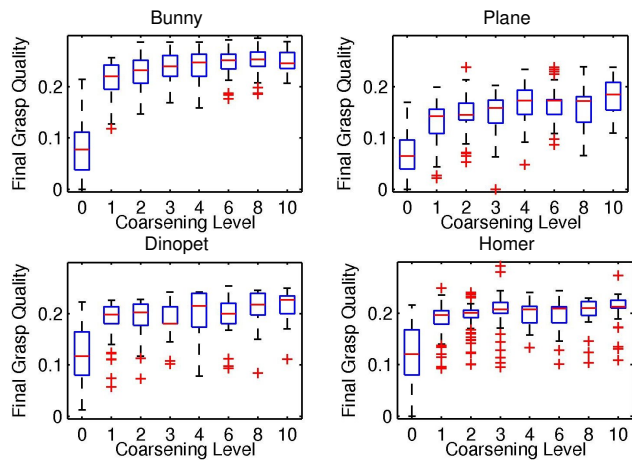 Bunny
Final Grasp Quality
0.2
0.1
0
0 1 2 3 4 6 8 10
Coarsening Level
Plane
Final Grasp Quality
0.2
0.1
0
0 1 2 3 4 6 8 10
Coarsening Level
Dinopet
Final Grasp Quality
0.2
0.1
0
0 1 2 3 4 6 8 10
Coarsening Level
Homer
Final Grasp Quality
0.2
0.1
0
0 1 2 3 4 6 8 10
Coarsening Level